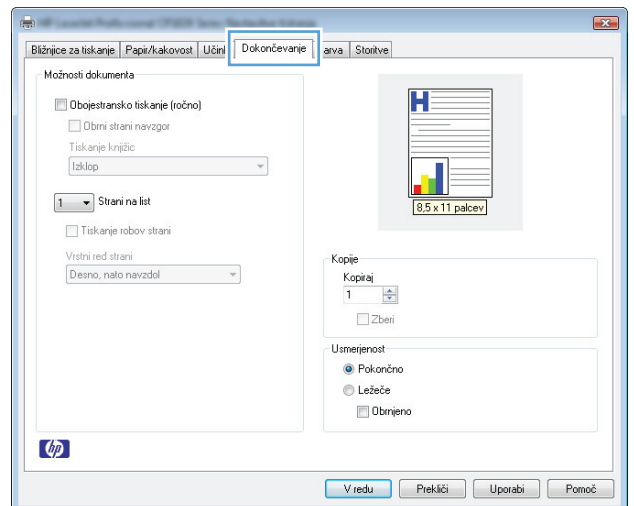 Bližnjice za tiskanje Papir/kakovost Učinl Dokončevanje arva Storitve
Možnosti dokumenta
Obojestransko tiskanje (ročno)
Obrni strani navzgor
Tiskanje knjižic
Izklop
1 Strani na list
Tiskanje robov strani
Vrstni red strani
Desno, nato navzdol
H
8,5 x 11 palcev
Kopije
Kopiraj
1
Zberi
Usmerjenost
Pokončno
Ležeče
Obrnjeno
hp
V redu Prekliči Uporabi Pomoč